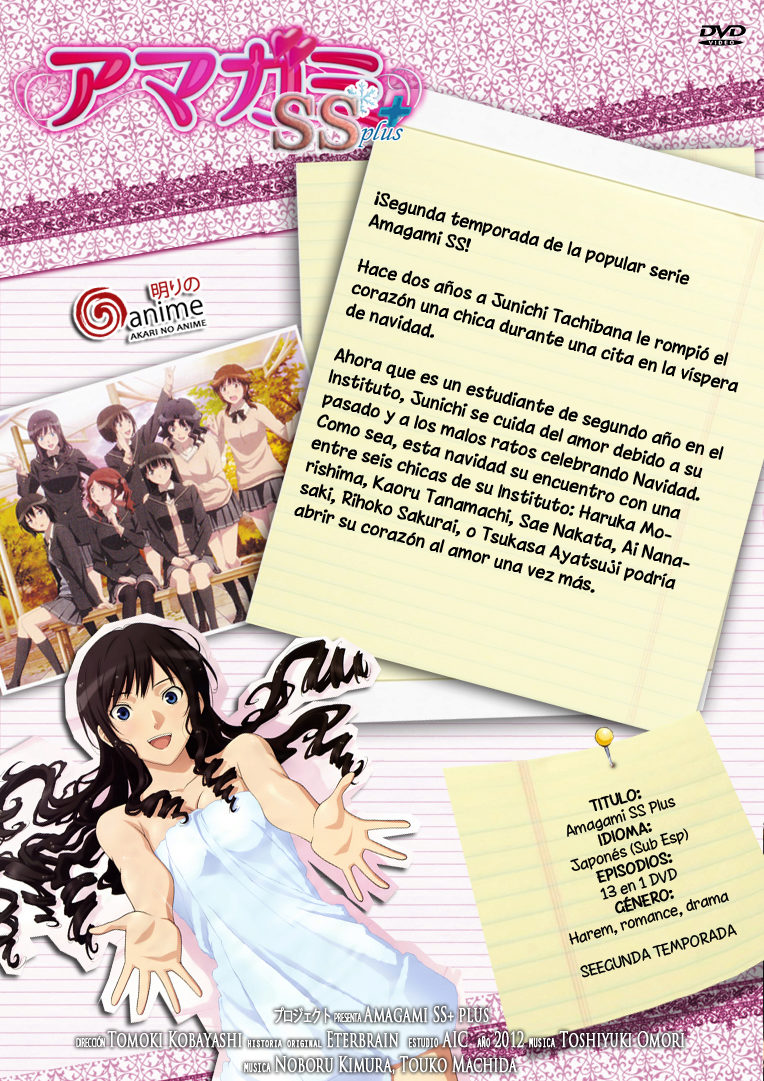 DVD
VIDEO
アマガミ
SS+
plus
¡Segunda temporada de la popular serie
Amagami SS!
Hace dos años a Junichi Tachibana le rompió el
corazón una chica durante una cita en la víspera
de navidad.
Ahora que es un estudiante de segundo año en el
Instituto, Junichi se cuida del amor debido a su
pasado y a los malos ratos celebrando Navidad.
Como sea, esta navidad su encuentro con una
entre seis chicas de su Instituto: Haruka Mo-
rishima, Kaoru Tanamachi, Sae Nakata, Ai Nana-
saki, Rihoko Sakurai, o Tsukasa Ayatsuji podría
abrir su corazón al amor una vez más.
明りの
anime
AKARI NO ANIME
TITULO:
Amagami SS Plus
IDIOMA:
Japonés (Sub Esp)
EPISODIOS:
13 en 1 DVD
GÉNERO:
Harem, romance, drama
SEEGUNDA TEMPORADA
プロジェクト PRESENTA AMAGAMI SS+ PLUS
DIRECCIÓN TOMOKI KOBAYASHI HISTORIA ORIGINAL ETERBRAIN ESTUDIO AIC AÑO 2012 MUSICA TOSHIYUKI OMORI
MUSICA NOBORU KIMURA, TOUKO MACHIDA